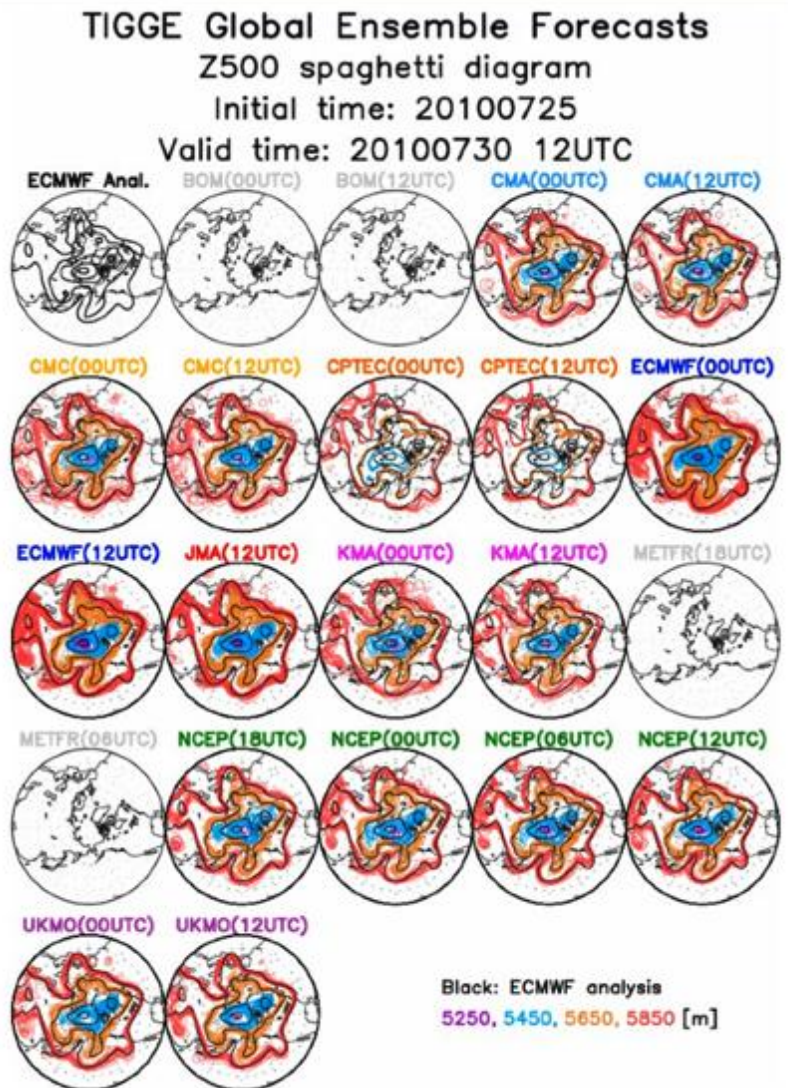 TIGGE Global Ensemble Forecasts
Z500 spaghetti diagram
Initial time: 20100725
Valid time: 20100730 12UTC
ECMWF Anal. BOM(00UTC) BOM(12UTC) CMA(00UTC) CMA(12UTC)
CMC(00UTC) CMC(12UTC) CPTEC(00UTC) CPTEC(12UTC) ECMWF(00UTC)
ECMWF(12UTC) JMA(12UTC) KMA(00UTC) KMA(12UTC) METFR(18UTC)
METFR(06UTC) NCEP(18UTC) NCEP(00UTC) NCEP(06UTC) NCEP(12UTC)
UKMO(00UTC) UKMO(12UTC)
Black: ECMWF analysis
5250, 5450, 5650, 5850 [m]